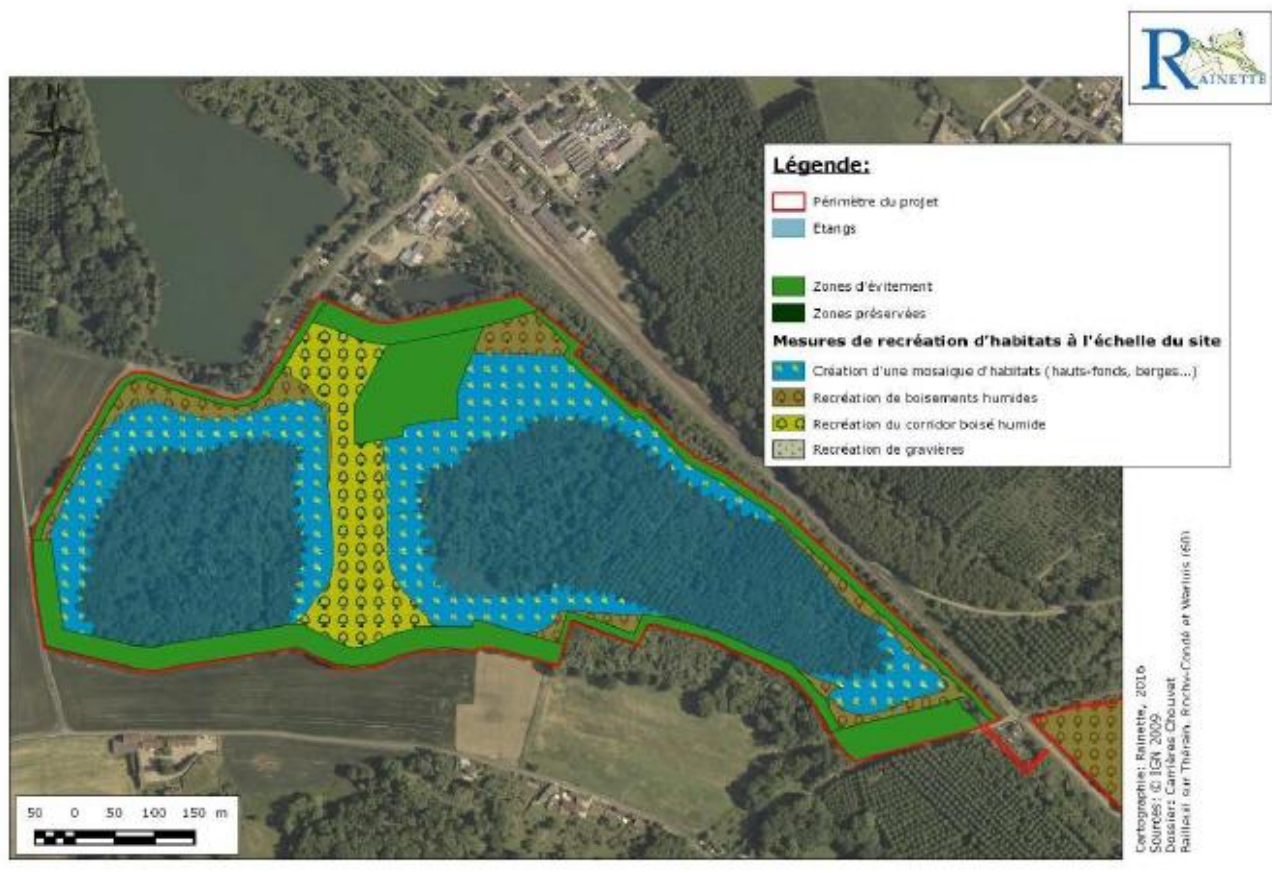 RAINETTE
N
Légende:
Périmètre du projet
Etangs
Zones d'évitement
Zones préservées
Mesures de recréation d'habitats à l'échelle du site
Création d'une mosaique d'habitats (hauts-fonds, berges...)
Recréation de boisements humides
Recréation du corridor boisé humide
Recréation de gravières
50 0 50 100 150 m
Cartographie: Rainette, 2016
Sources: © IGN 2009
Dossier: Carrières Chouvet
Bailleul sur Thérain, Rochy-Condé et Warluis (60)